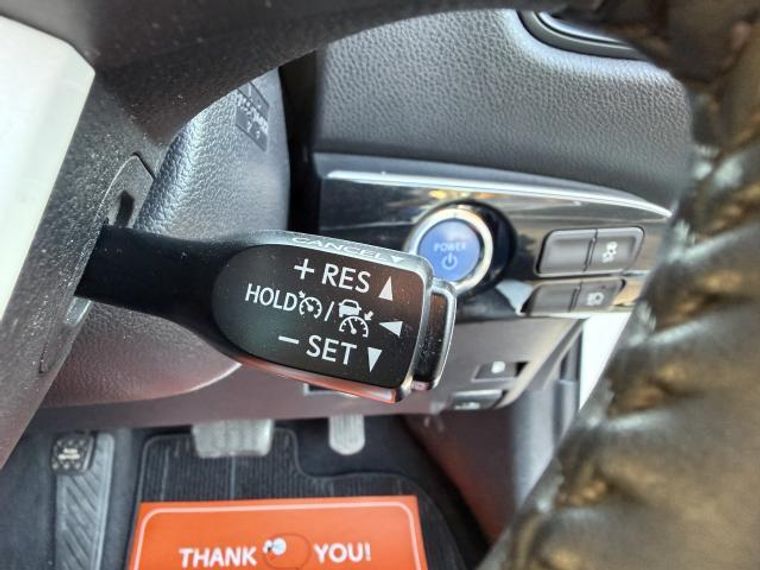 CANCEL
+ RES
HOLD /
– SET
POWER
THANK YOU!